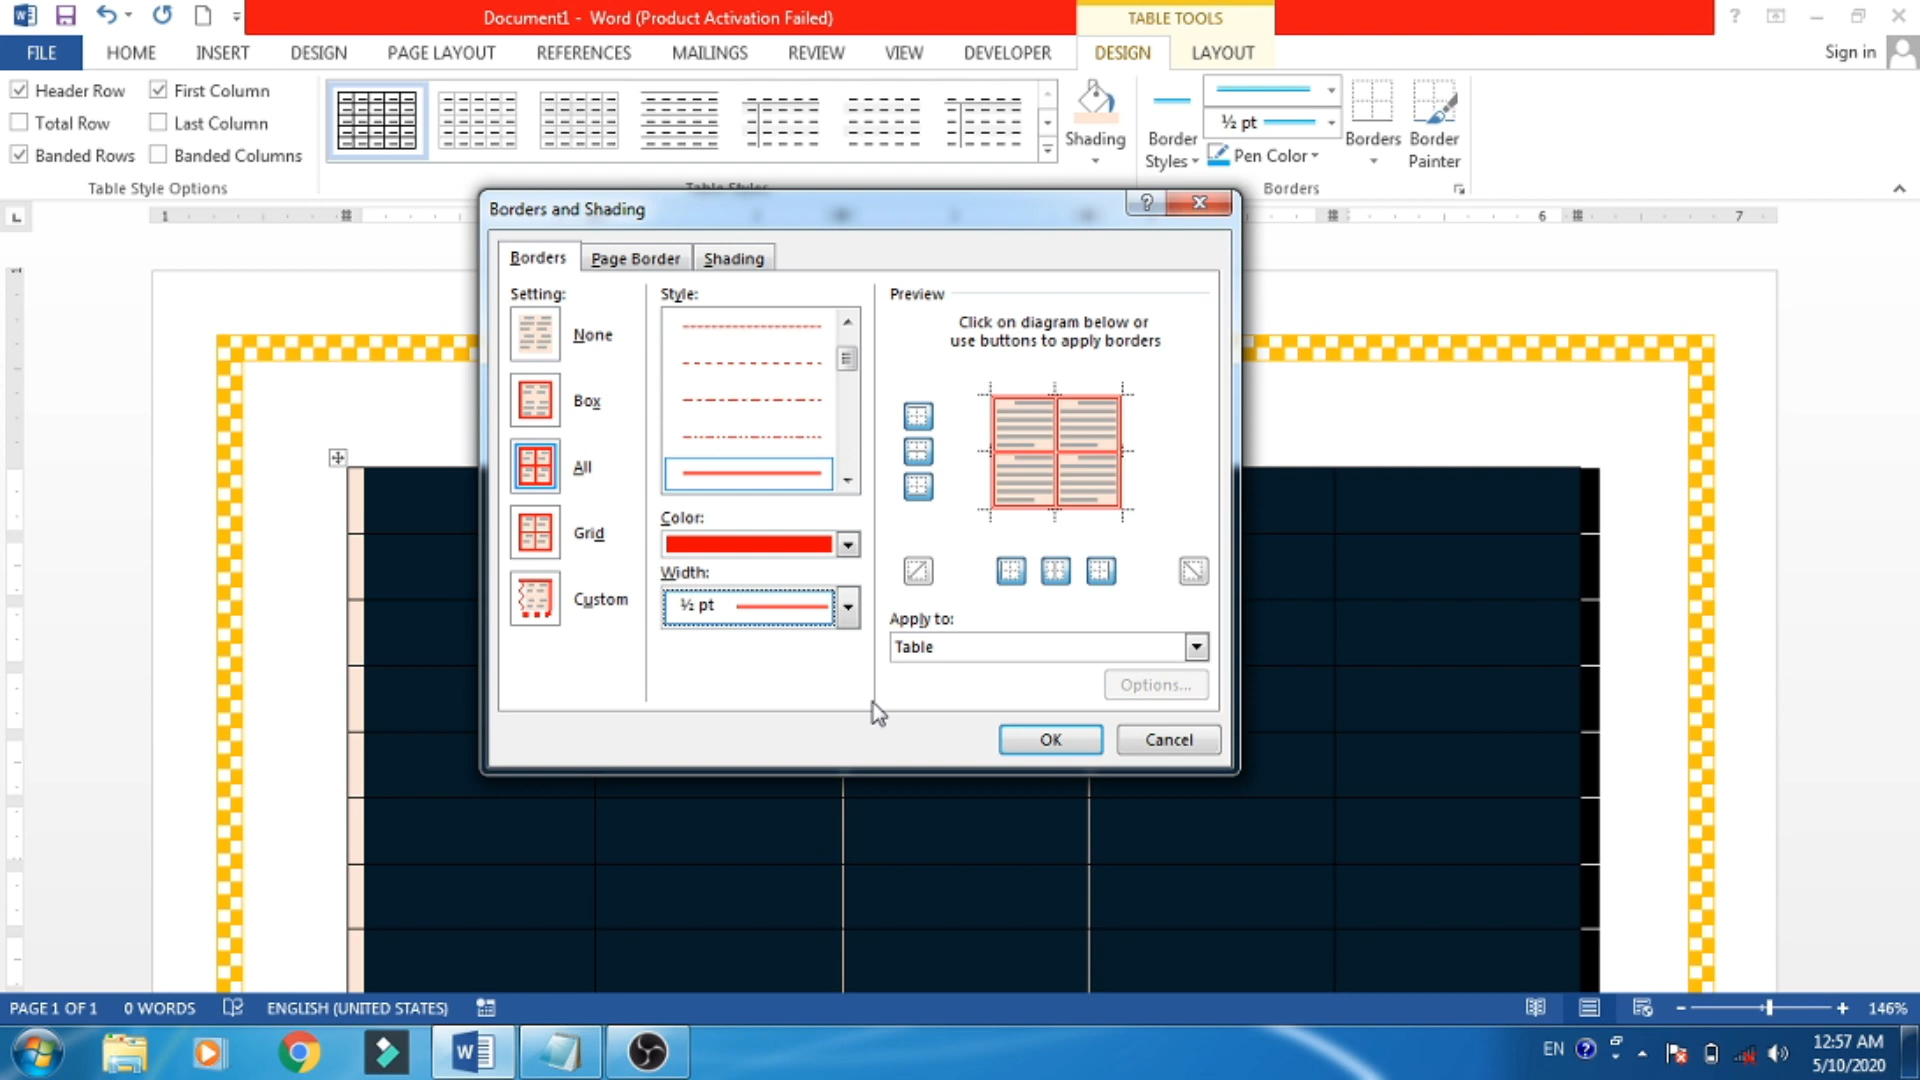 Document1 - Word (Product Activation Failed)
TABLE TOOLS
FILE HOME INSERT DESIGN PAGE LAYOUT REFERENCES MAILINGS REVIEW VIEW DEVELOPER DESIGN LAYOUT Sign in
Header Row First Column
Total Row Last Column
Banded Rows Banded Columns
Table Style Options
Table Styles
Shading
Border Styles
½ pt
Pen Color
Borders
Border Painter
Borders
1 6 7
Borders and Shading
Borders Page Border Shading
Setting:
None
Box
All
Grid
Custom
Style:
Color:
Width:
½ pt
Preview
Click on diagram below or
use buttons to apply borders
Apply to:
Table
Options...
OK Cancel
PAGE 1 OF 1 0 WORDS ENGLISH (UNITED STATES) 146%
EN 12:57 AM
5/10/2020